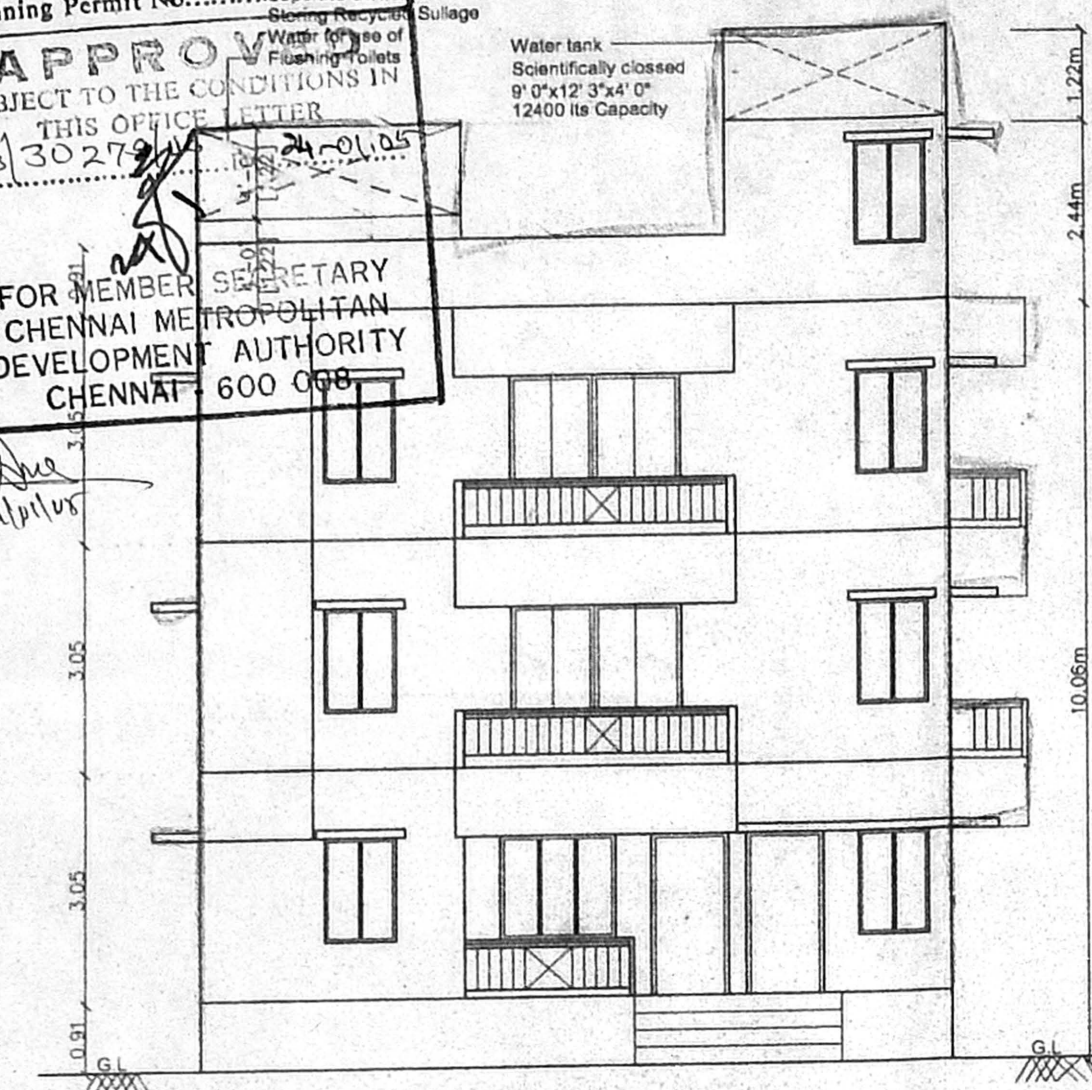 ning Permit No..........
APPROVED
BJECT TO THE CONDITIONS IN
THIS OFFICE LETTER
24-01.05
FOR MEMBER SECRETARY
CHENNAI METROPOLITAN
DEVELOPMENT AUTHORITY
CHENNAI - 600 008
Storing Recycled Sullage
Water for use of
Flushing Toilets
Water tank
Scientifically clossed
9' 0"x12' 3"x4' 0"
12400 lts Capacity
1.22m
2.44m
10.06m
3.05
3.05
3.05
0.91
G L
G L